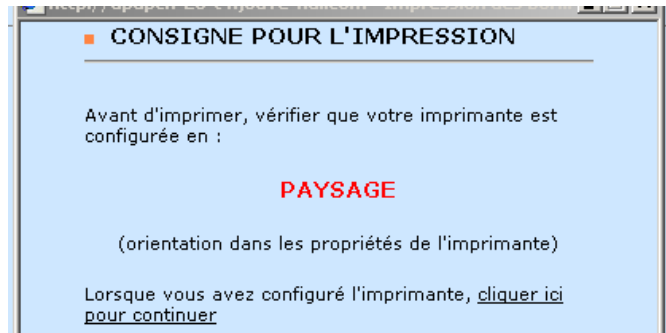 CONSIGNE POUR L'IMPRESSION
Avant d'imprimer, vérifier que votre imprimante est
configurée en :
PAYSAGE
(orientation dans les propriétés de l'imprimante)
Lorsque vous avez configuré l'imprimante, cliquer ici
pour continuer